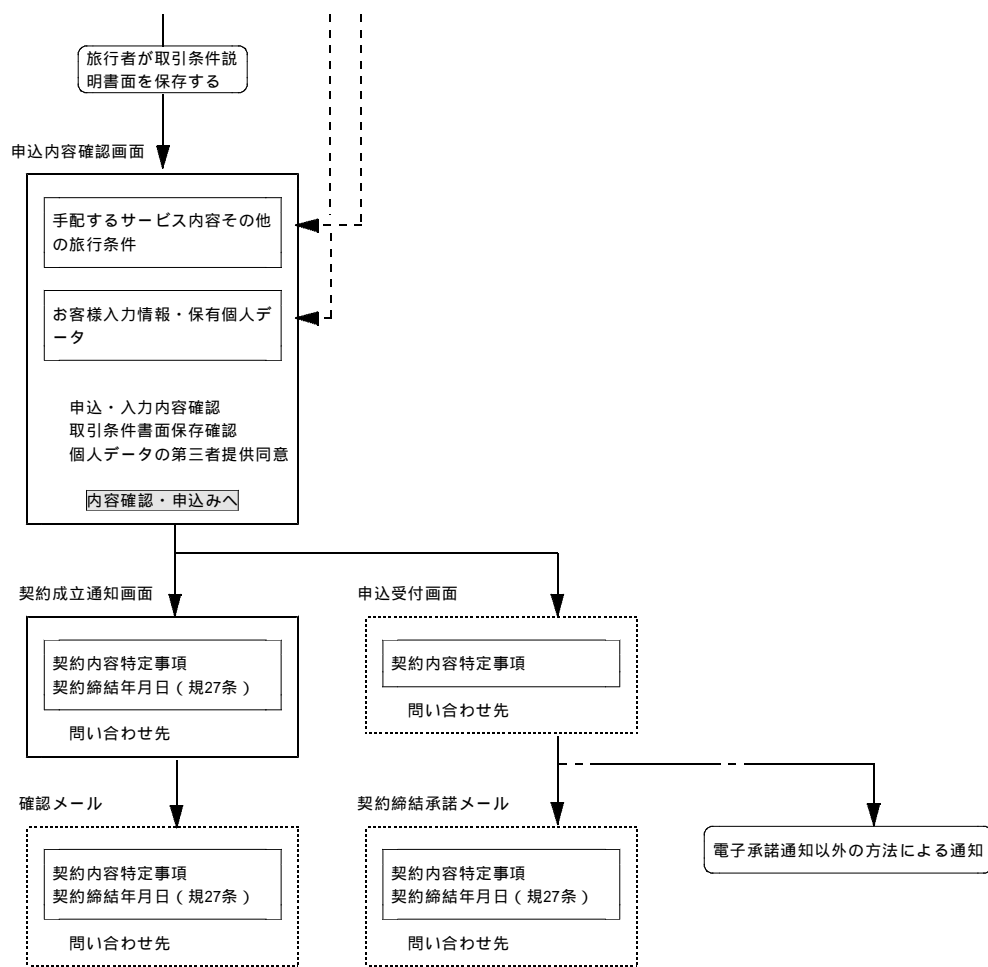 旅行者が取引条件説
明書面を保存する
申込内容確認画面
手配するサービス内容その他
の旅行条件
お客様入力情報・保有個人デ
ータ
申込・入力内容確認
取引条件書面保存確認
個人データの第三者提供同意
内容確認・申込みへ
契約成立通知画面
契約内容特定事項
契約締結年月日(規27条)
問い合わせ先
申込受付画面
契約内容特定事項
問い合わせ先
確認メール
契約内容特定事項
契約締結年月日(規27条)
問い合わせ先
契約締結承諾メール
契約内容特定事項
契約締結年月日(規27条)
問い合わせ先
電子承諾通知以外の方法による通知